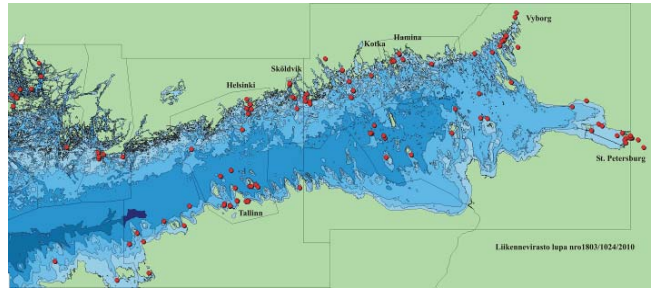 Vyborg
Hamina
Kotka
Sköldvik
Helsinki
St. Petersburg
Tallinn
Liikennevirasto lupa nro1803/1024/2010